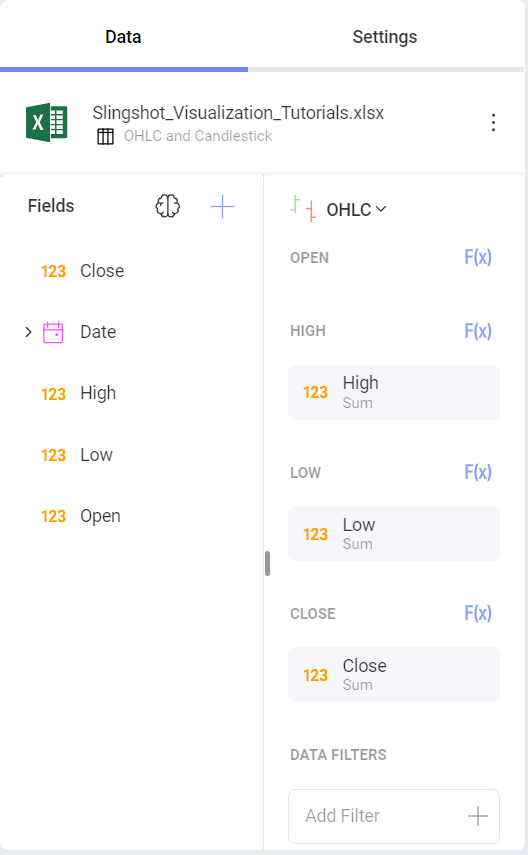 Data
Settings
X
Slingshot_Visualization_Tutorials.xlsx
OHLC and Candlestick
Fields
123 Close
Date
123 High
123 Low
123 Open
OHLC
OPEN F(x)
HIGH F(x)
123 High
Sum
LOW F(x)
123 Low
Sum
CLOSE F(x)
123 Close
Sum
DATA FILTERS
Add Filter